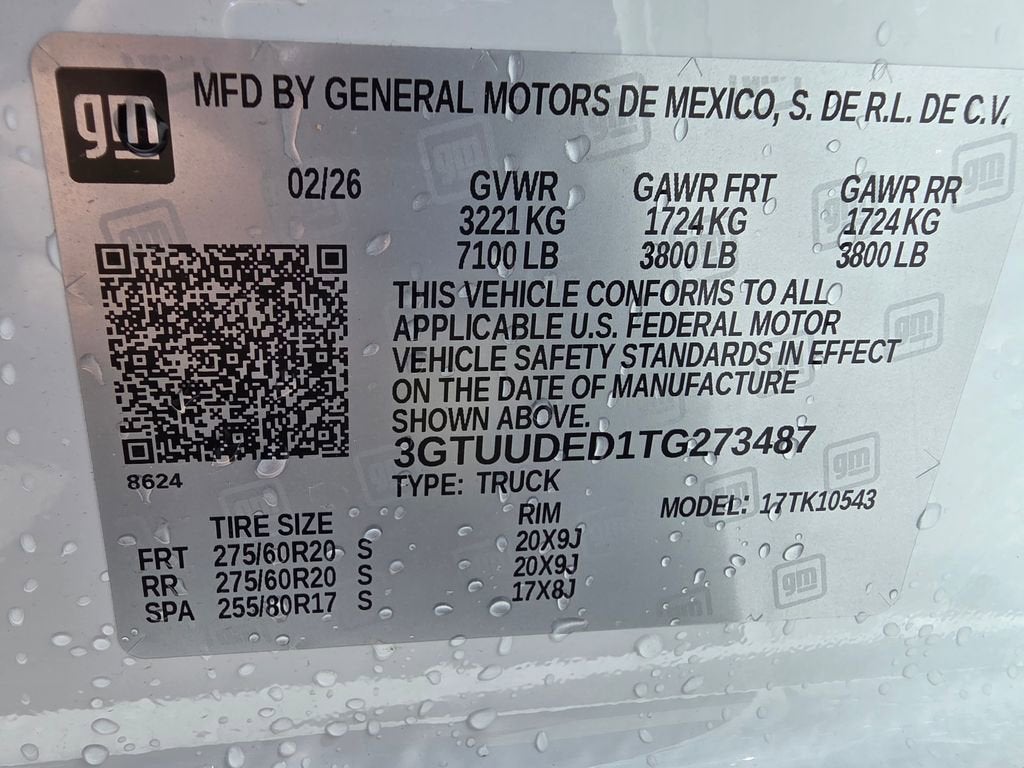 gm
MFD BY GENERAL MOTORS DE MEXICO, S. DE R.L. DE C.V.
02/26 GVWR GAWR FRT GAWR RR
3221 KG 1724 KG 1724 KG
7100 LB 3800 LB 3800 LB
THIS VEHICLE CONFORMS TO ALL
APPLICABLE U.S. FEDERAL MOTOR
VEHICLE SAFETY STANDARDS IN EFFECT
ON THE DATE OF MANUFACTURE
SHOWN ABOVE.
3GTUUDED1TG273487
8624
TYPE: TRUCK MODEL: 17TK10543
TIRE SIZE RIM
FRT 275/60R20 S 20X9J
RR 275/60R20 S 20X9J
SPA 255/80R17 S 17X8J